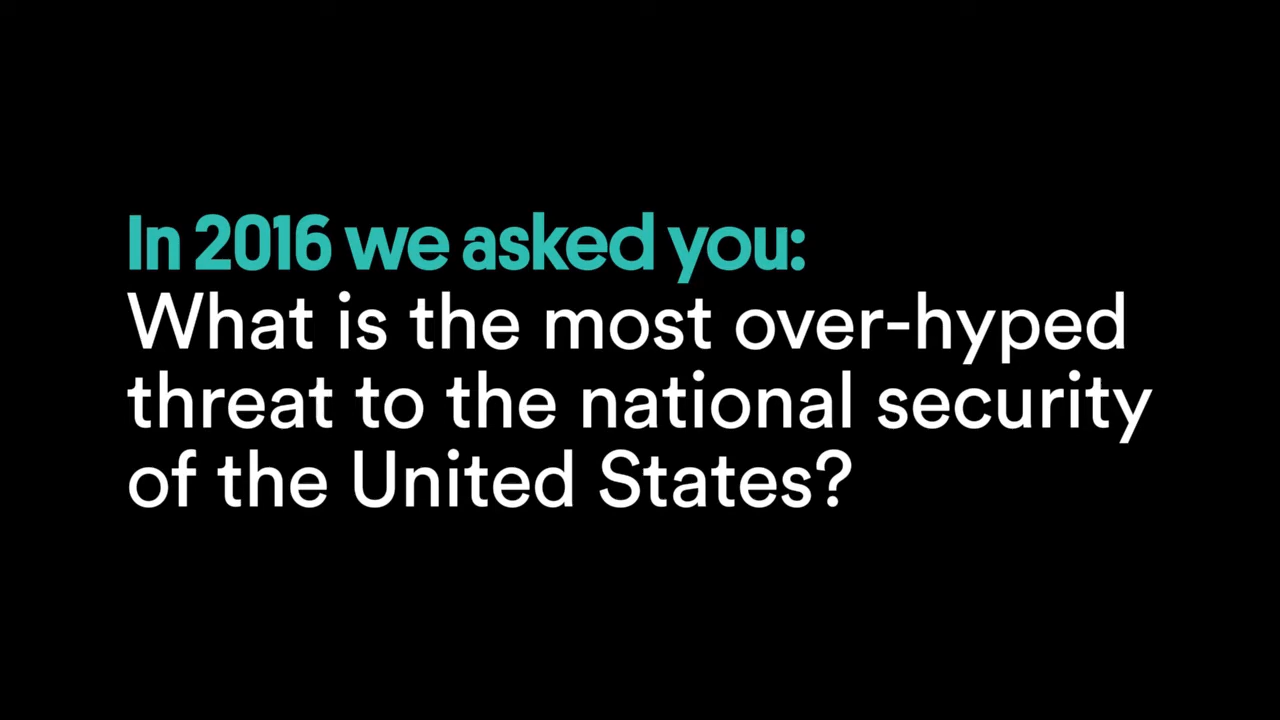 In 2016 we asked you:
What is the most over-hyped
threat to the national security
of the United States?